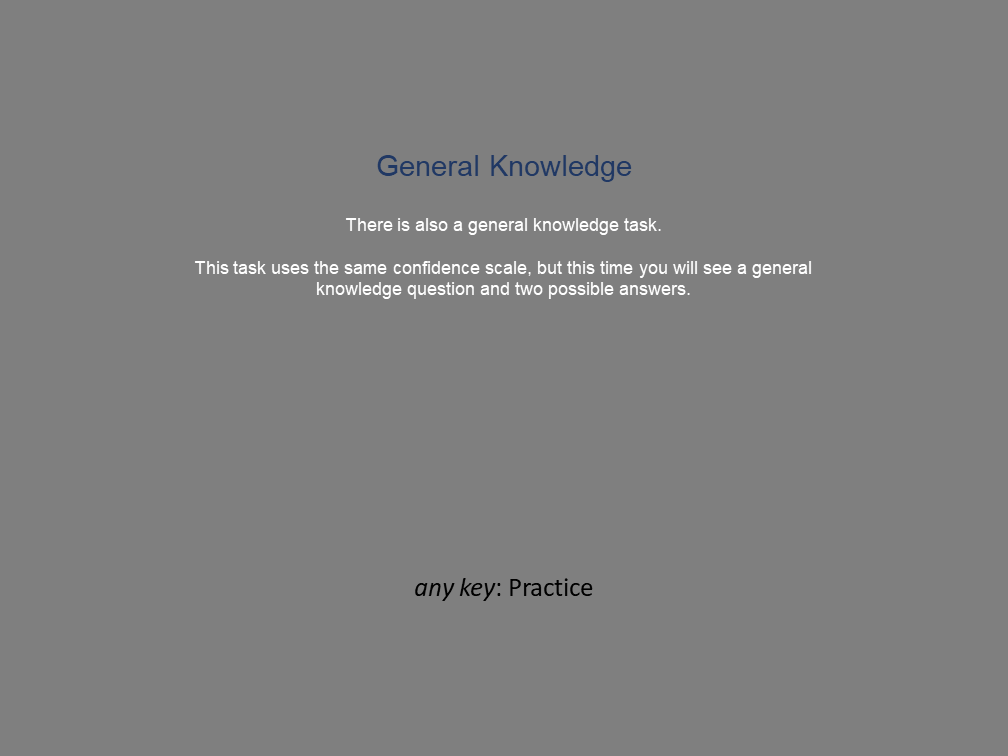 General Knowledge
There is also a general knowledge task.
This task uses the same confidence scale, but this time you will see a general
knowledge question and two possible answers.
any key: Practice